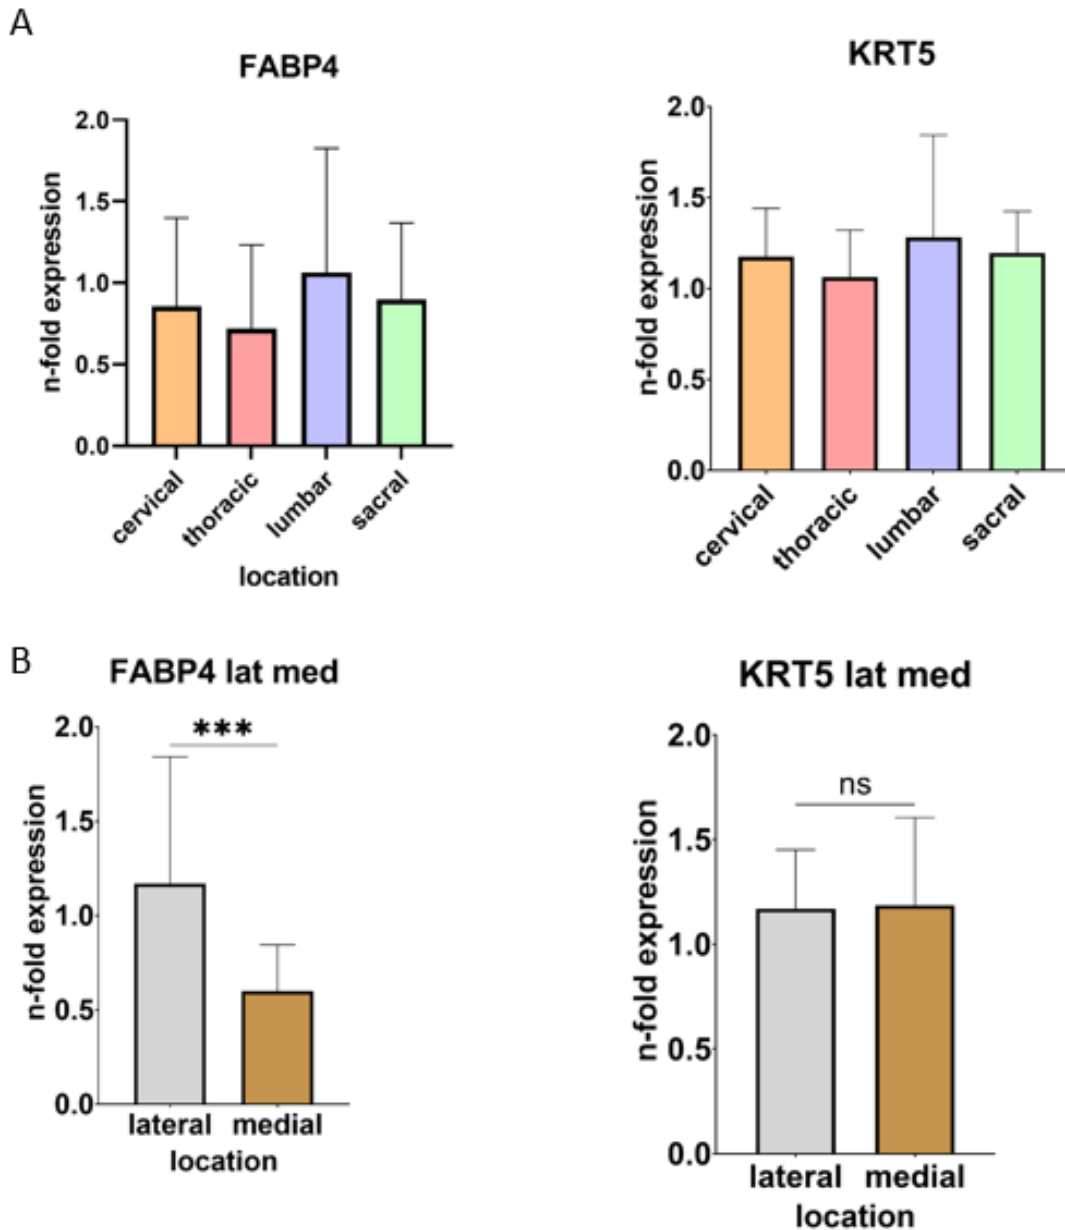 A
FABP4
2.0
1.5
1.0
0.5
0.0
n-fold expression
cervical
thoracic
lumbar
sacral
location
KRT5
2.0
1.5
1.0
0.5
0.0
n-fold expression
cervical
thoracic
lumbar
sacral
B
FABP4 lat med
***
2.0
1.5
1.0
0.5
0.0
n-fold expression
lateral medial
location
KRT5 lat med
ns
2.0
1.5
1.0
0.5
0.0
n-fold expression
lateral medial
location